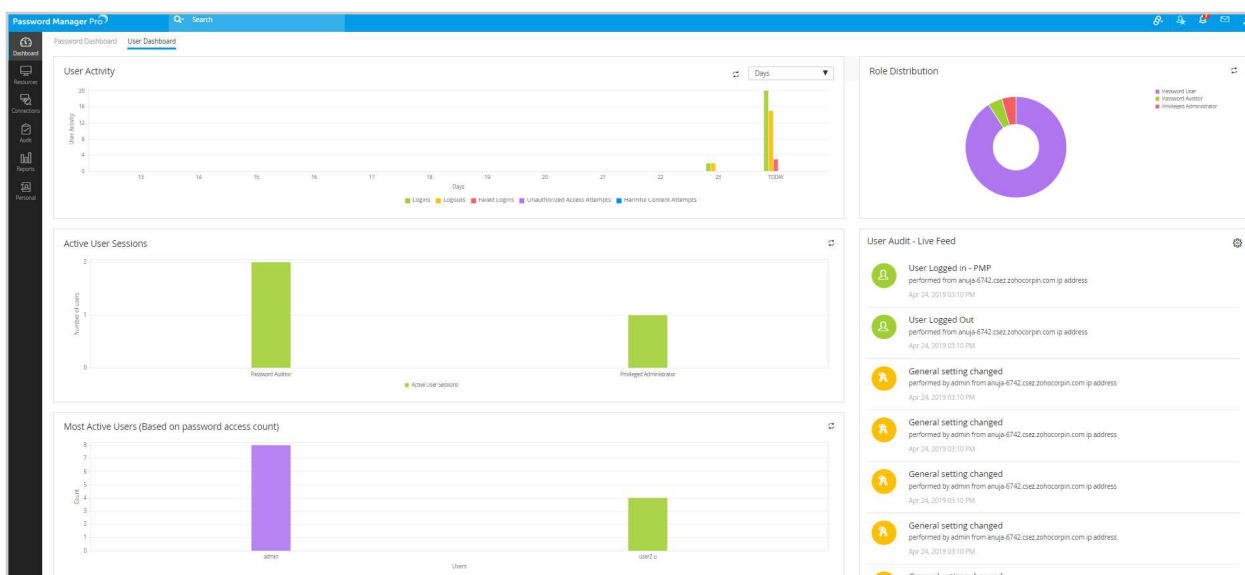 Password Manager Pro
Search
Dashboard
Resources
Connections
Audit
Reports
Personal
Password Dashboard User Dashboard
User Activity
Days
20
16
12
8
4
0
User Activity
13 14 15 16 17 18 19 20 21 22 23 TODAY
Days
Logins Logouts Failed Logins Unauthorized Access Attempts Harmful Content Attempts
Role Distribution
Password User
Password Auditor
Privileged Administrator
Active User Sessions
2
1
0
Number of users
Password Auditor Privileged Administrator
Active User Sessions
Most Active Users (Based on password access count)
8
7
6
5
4
3
2
1
0
Count
admin user2 u
Users
User Audit - Live Feed
User Logged in - PMP
performed from anuja-6742.csez.zohocorpin.com ip address
Apr 24, 2019 03:10 PM
User Logged Out
performed from anuja-6742.csez.zohocorpin.com ip address
Apr 24, 2019 03:10 PM
General setting changed
performed by admin from anuja-6742.csez.zohocorpin.com ip address
Apr 24, 2019 03:10 PM
General setting changed
performed by admin from anuja-6742.csez.zohocorpin.com ip address
Apr 24, 2019 03:10 PM
General setting changed
performed by admin from anuja-6742.csez.zohocorpin.com ip address
Apr 24, 2019 03:10 PM
General setting changed
performed by admin from anuja-6742.csez.zohocorpin.com ip address
Apr 24, 2019 03:10 PM